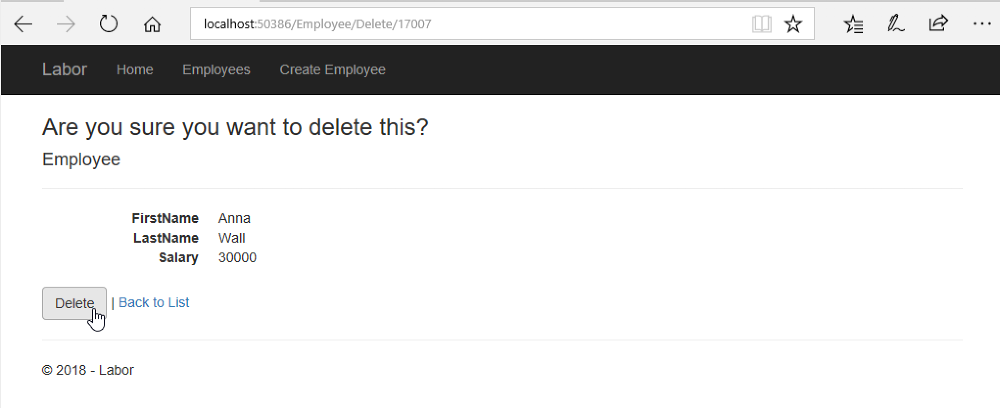 localhost:50386/Employee/Delete/17007
Labor Home Employees Create Employee
Are you sure you want to delete this?
Employee
FirstName Anna
LastName Wall
Salary 30000
Delete | Back to List
© 2018 - Labor